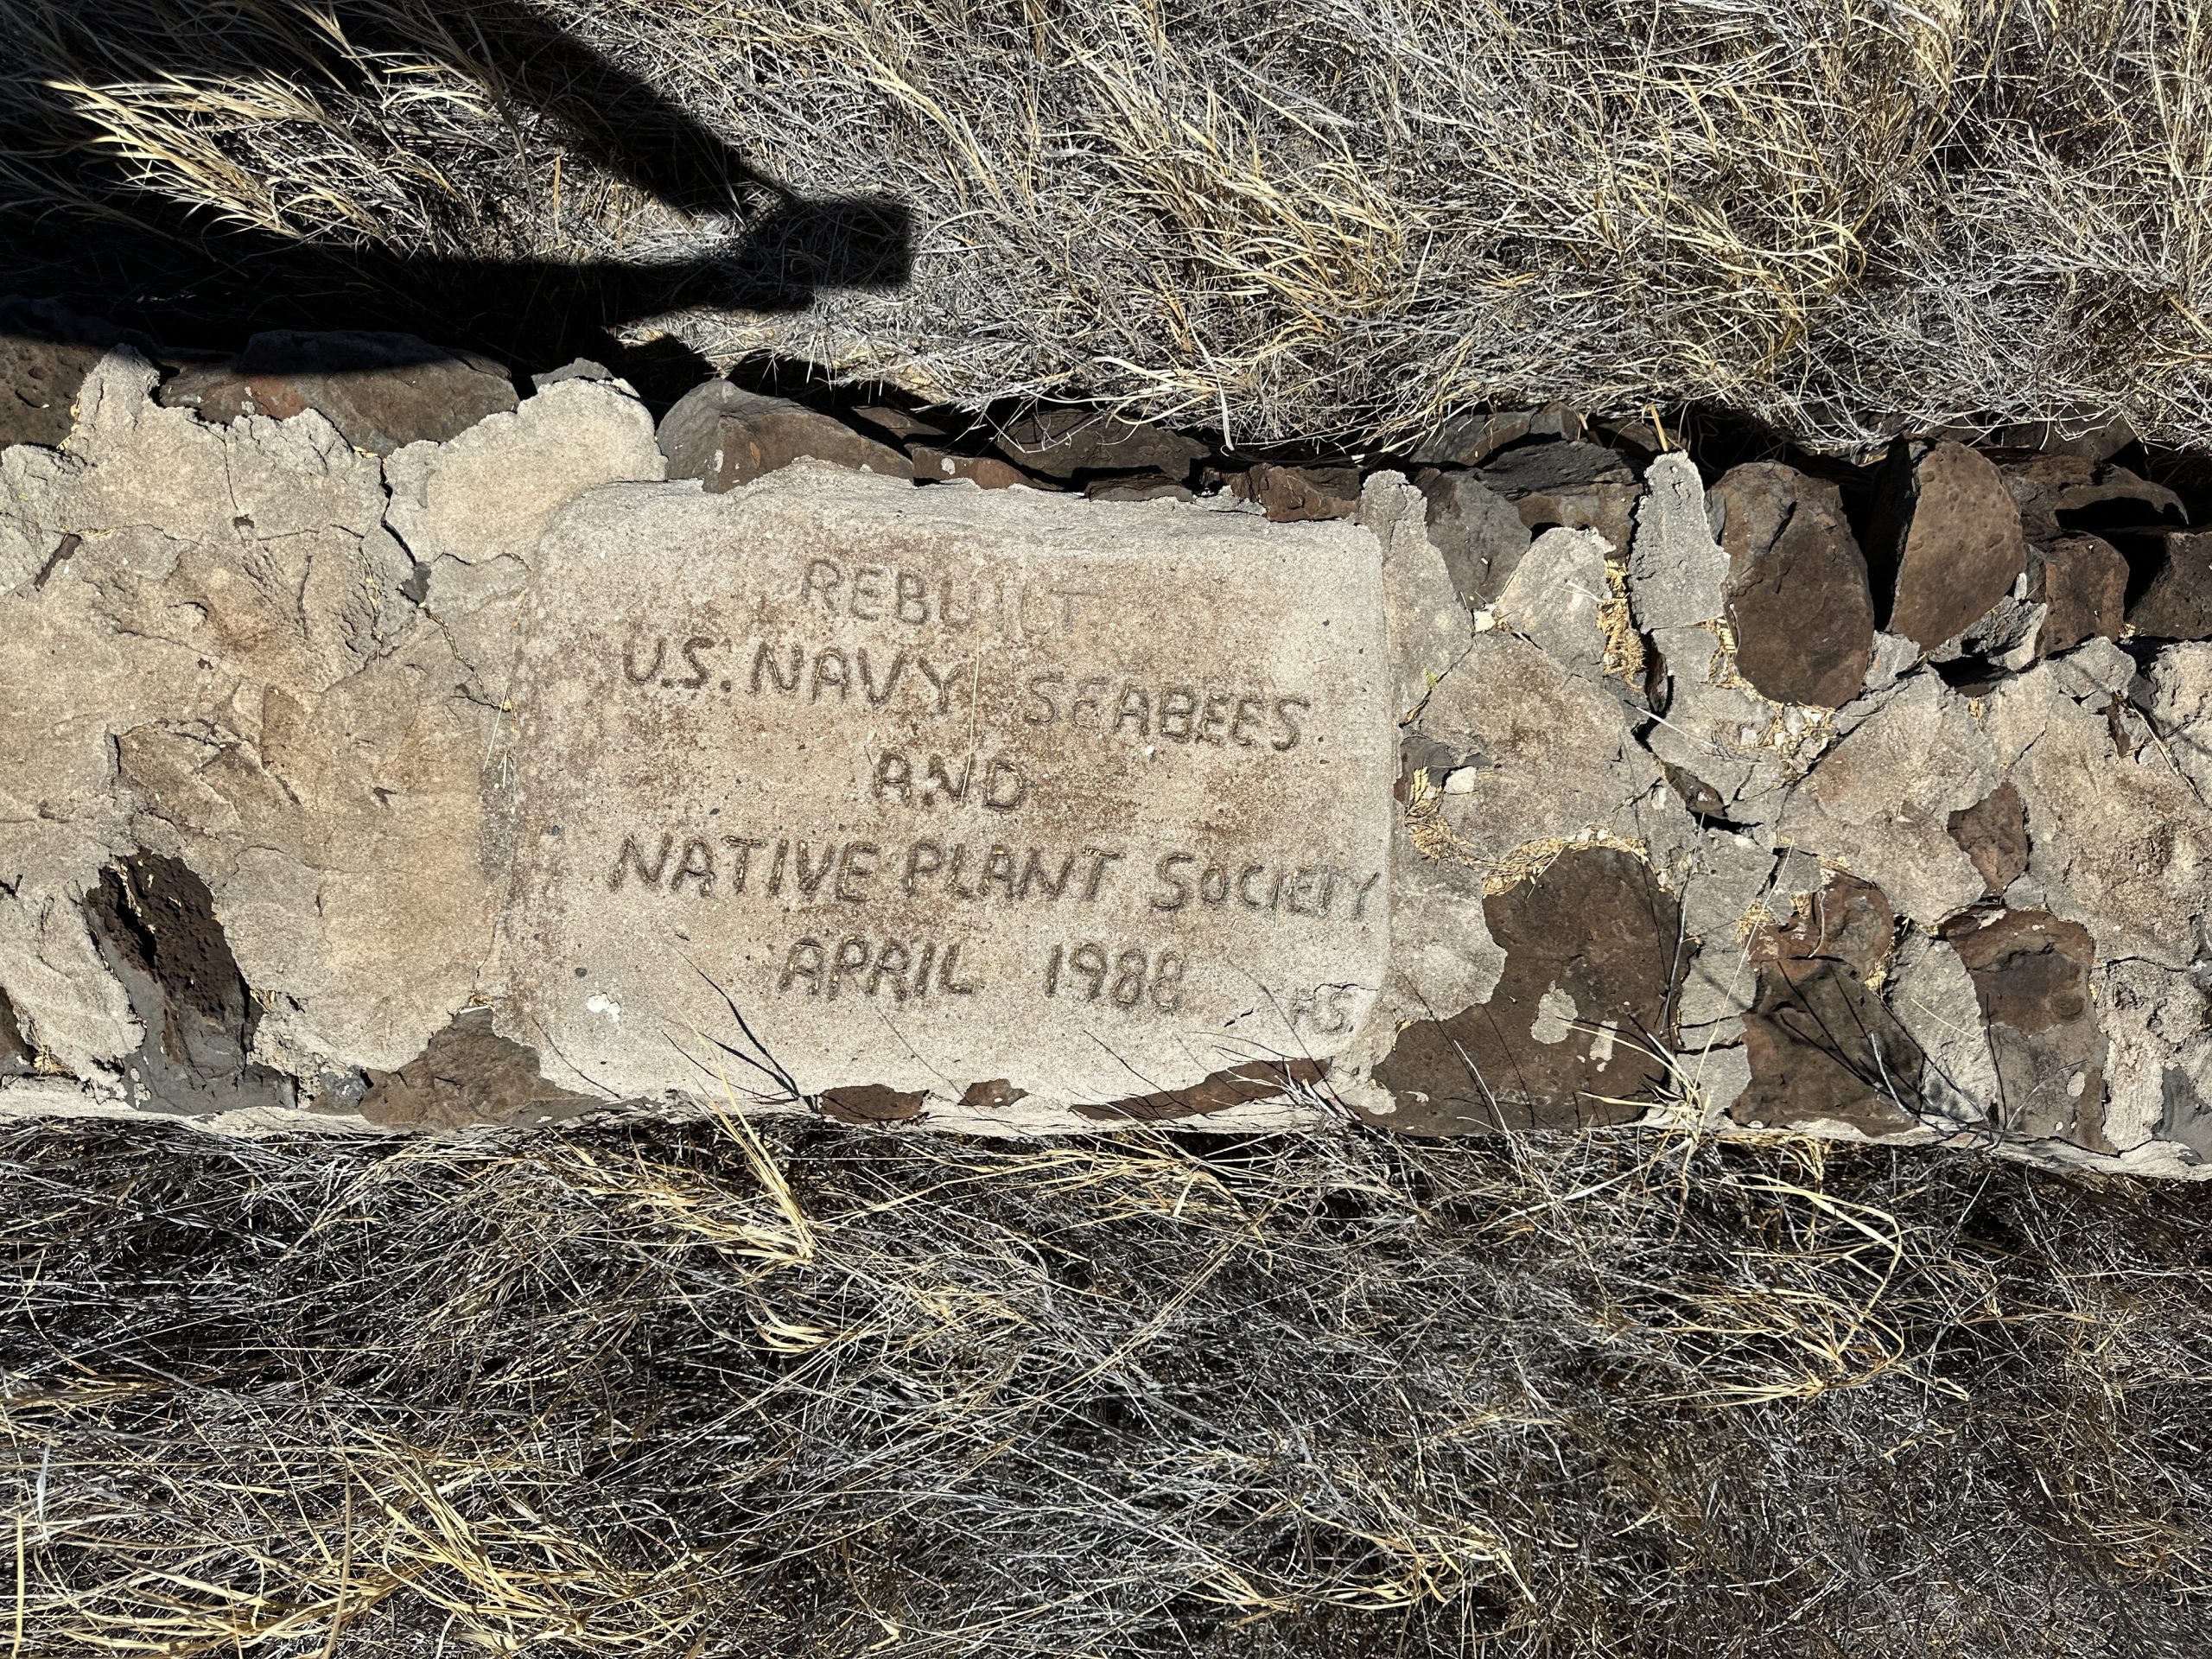 REBUILT
U.S. NAVY SEABEES
AND
NATIVE PLANT SOCIETY
APRIL 1988